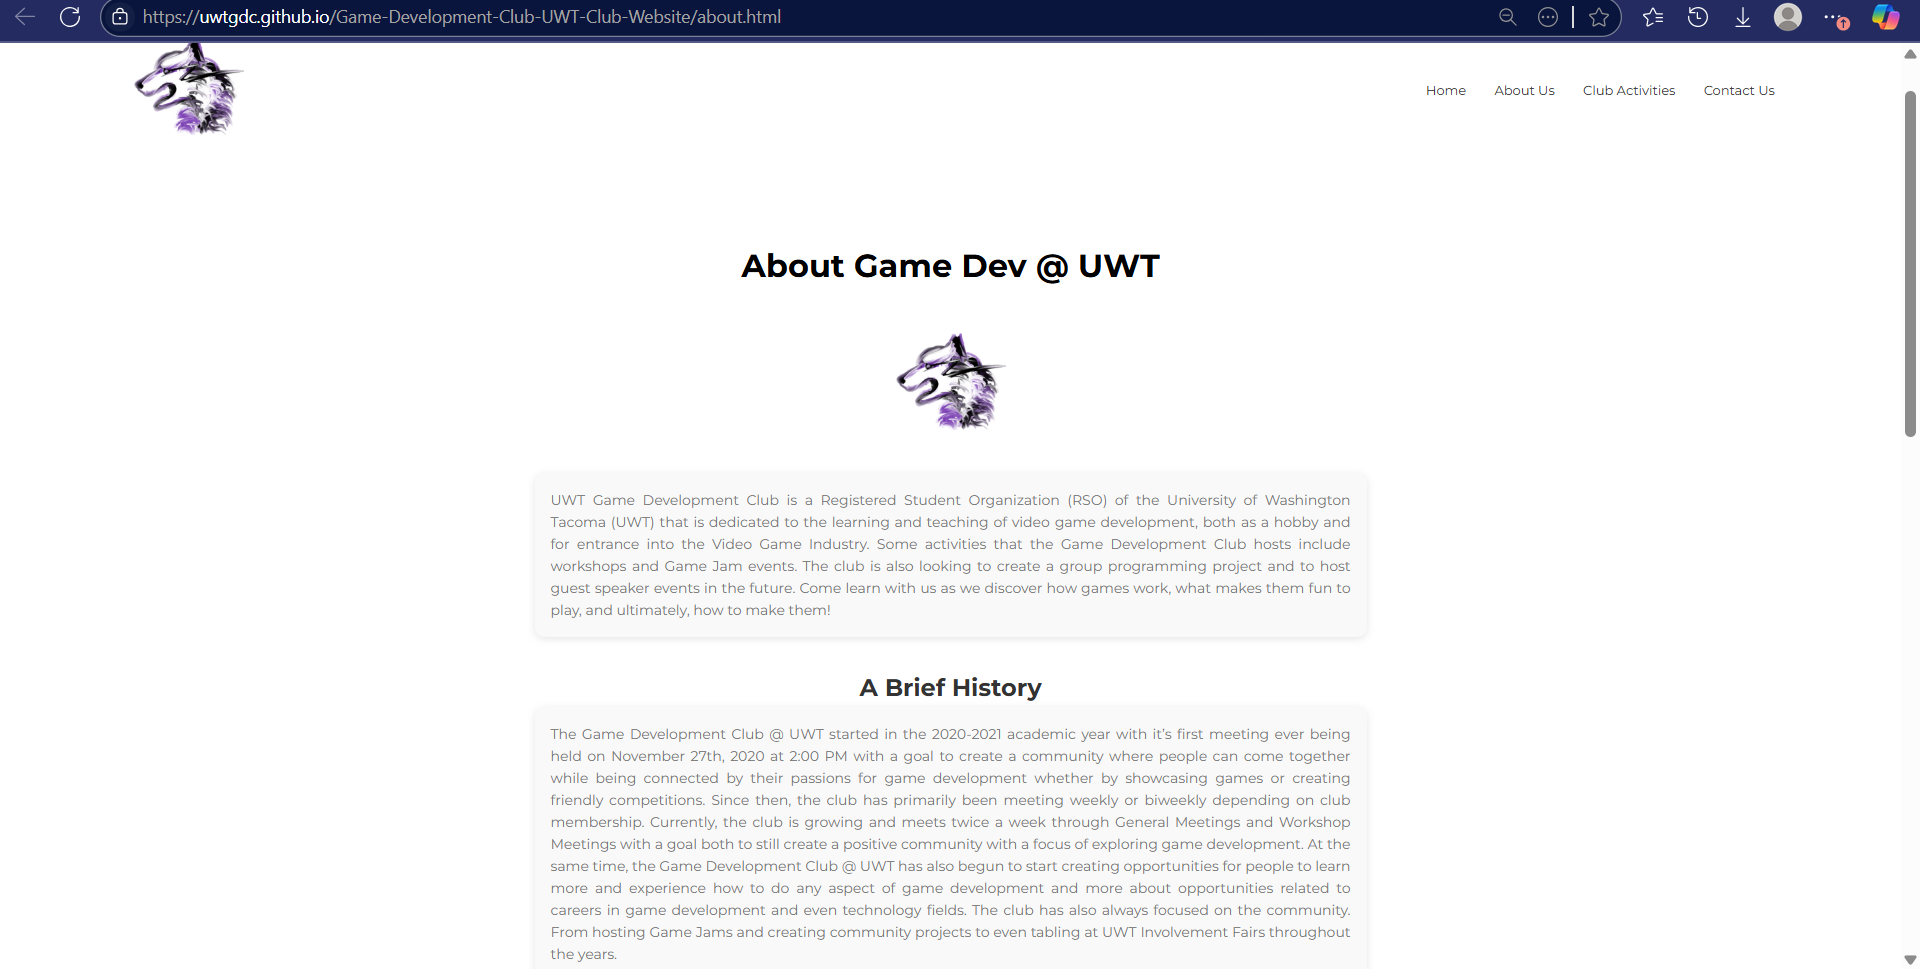 https://uwtgdc.github.io/Game-Development-Club-UWT-Club-Website/about.html
Home About Us Club Activities Contact Us
About Game Dev @ UWT
UWT Game Development Club is a Registered Student Organization (RSO) of the University of Washington
Tacoma (UWT) that is dedicated to the learning and teaching of video game development, both as a hobby and
for entrance into the Video Game Industry. Some activities that the Game Development Club hosts include
workshops and Game Jam events. The club is also looking to create a group programming project and to host
guest speaker events in the future. Come learn with us as we discover how games work, what makes them fun to
play, and ultimately, how to make them!
A Brief History
The Game Development Club @ UWT started in the 2020-2021 academic year with it’s first meeting ever being
held on November 27th, 2020 at 2:00 PM with a goal to create a community where people can come together
while being connected by their passions for game development whether by showcasing games or creating
friendly competitions. Since then, the club has primarily been meeting weekly or biweekly depending on club
membership. Currently, the club is growing and meets twice a week through General Meetings and Workshop
Meetings with a goal both to still create a positive community with a focus of exploring game development. At the
same time, the Game Development Club @ UWT has also begun to start creating opportunities for people to learn
more and experience how to do any aspect of game development and more about opportunities related to
careers in game development and even technology fields. The club has also always focused on the community.
From hosting Game Jams and creating community projects to even tabling at UWT Involvement Fairs throughout
the years.